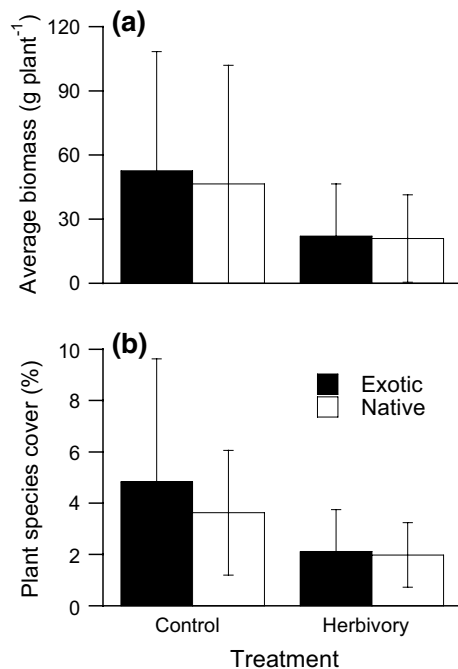 (a)
Average biomass (g plant⁻¹)
120
90
60
30
0
(b)
Plant species cover (%)
10
8
6
4
2
0
Exotic
Native
Control Herbivory
Treatment